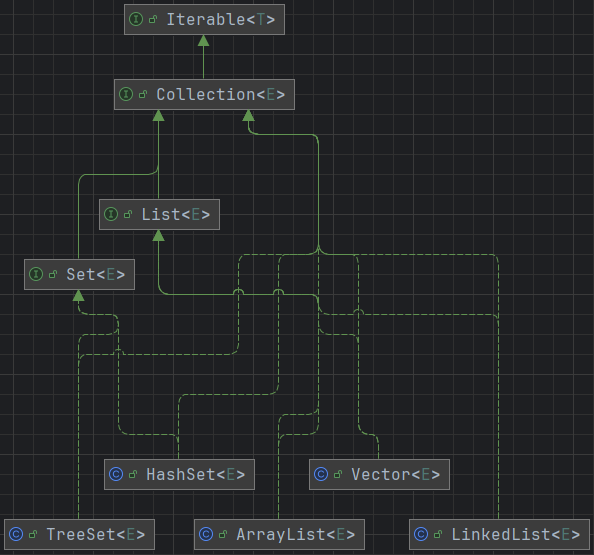 Iterable<T>
Collection<E>
List<E>
Set<E>
HashSet<E>
Vector<E>
TreeSet<E>
ArrayList<E>
LinkedList<E>